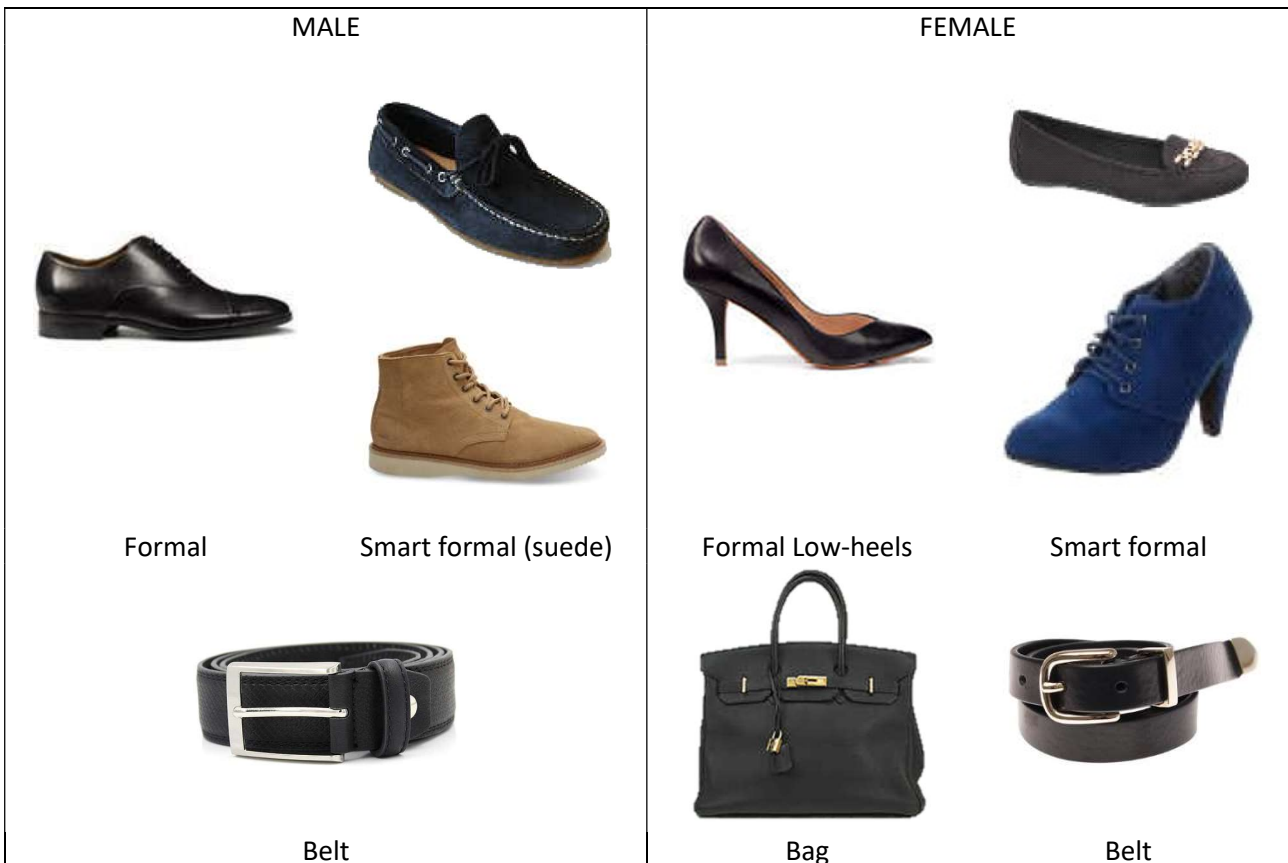 MALE
FEMALE
Formal
Smart formal (suede)
Formal Low-heels
Smart formal
Belt
Bag
Belt